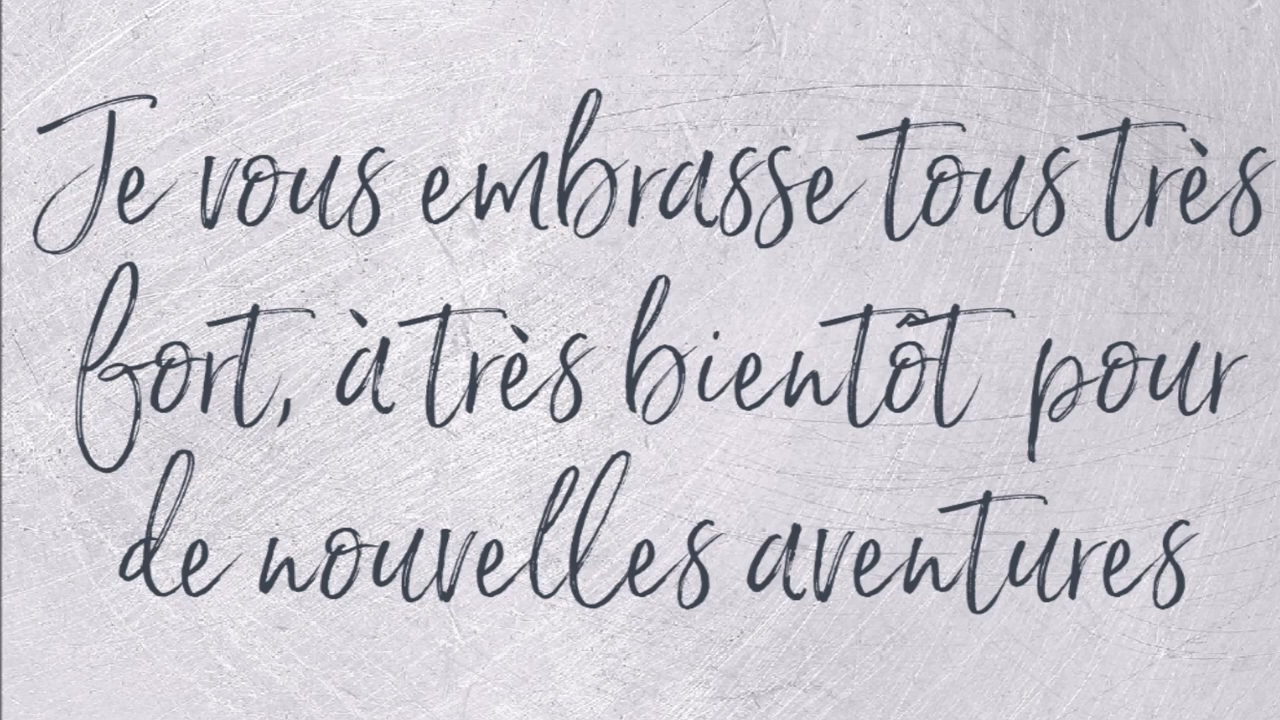 Je vous embrasse tous très
fort, à très bientôt pour
de nouvelles aventures